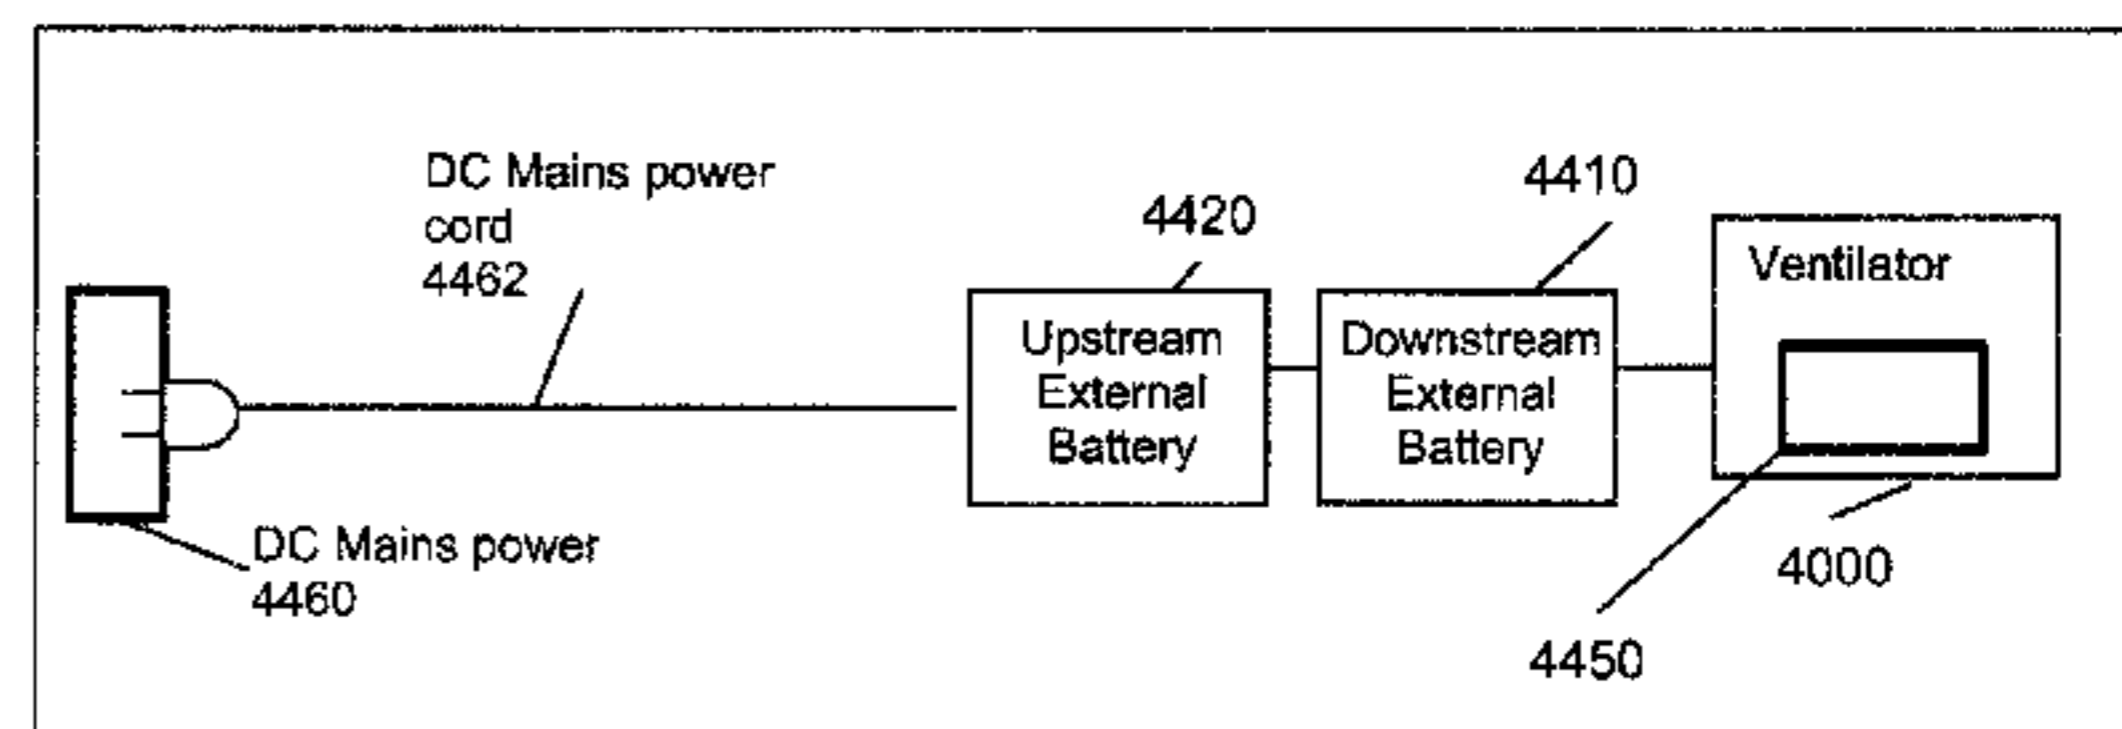 DC Mains power
cord
4462
4420
4410
Ventilator
Upstream
External
Battery
Downstream
External
Battery
DC Mains power
4460
4000
4450